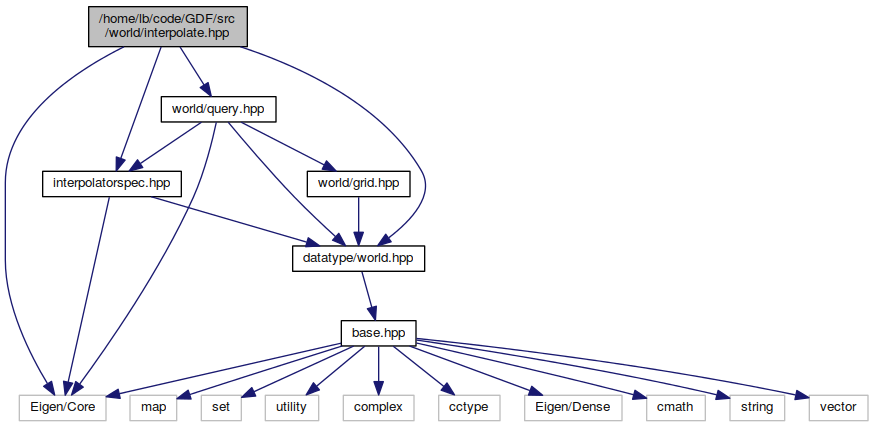 /home/lb/code/GDF/src
/world/interpolate.hpp
world/query.hpp
interpolatorspec.hpp
world/grid.hpp
datatype/world.hpp
base.hpp
Eigen/Core
map
set
utility
complex
cctype
Eigen/Dense
cmath
string
vector